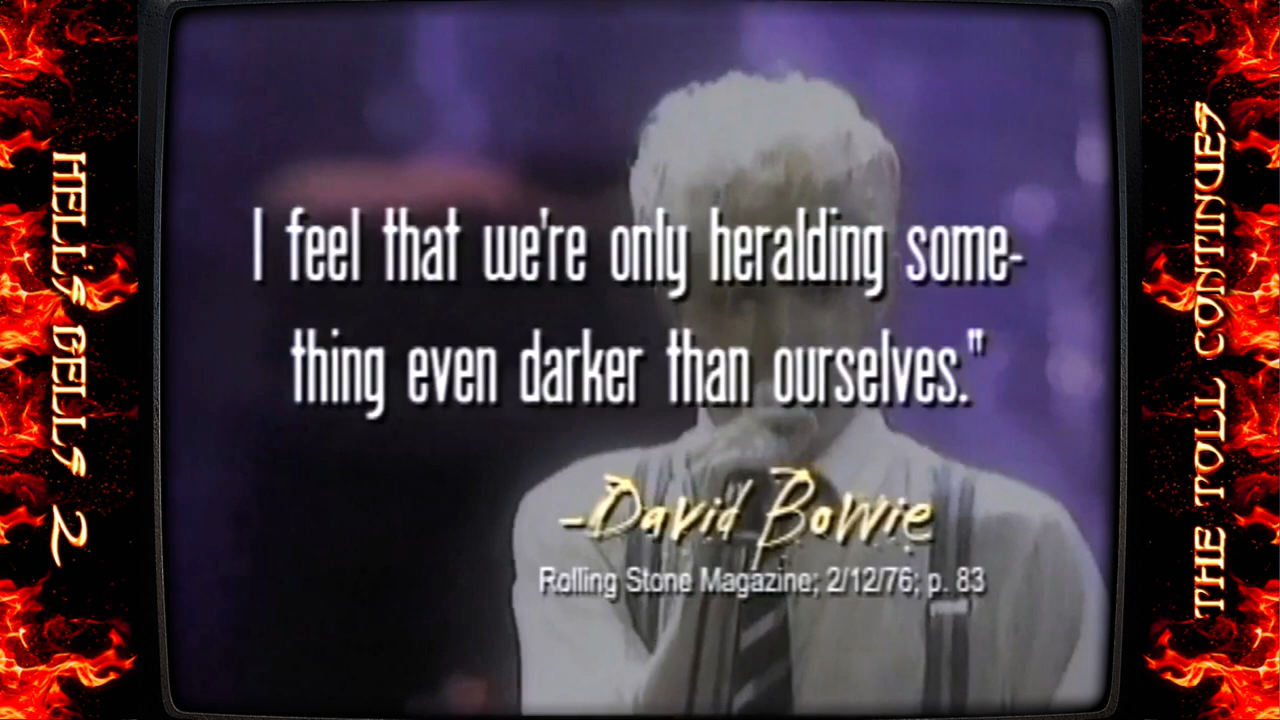 HELL'S BELLS 2
I feel that we're only heralding some-
thing even darker than ourselves."
-David Bowie
Rolling Stone Magazine; 2/12/76; p. 83
THE TOLL CONTINUES